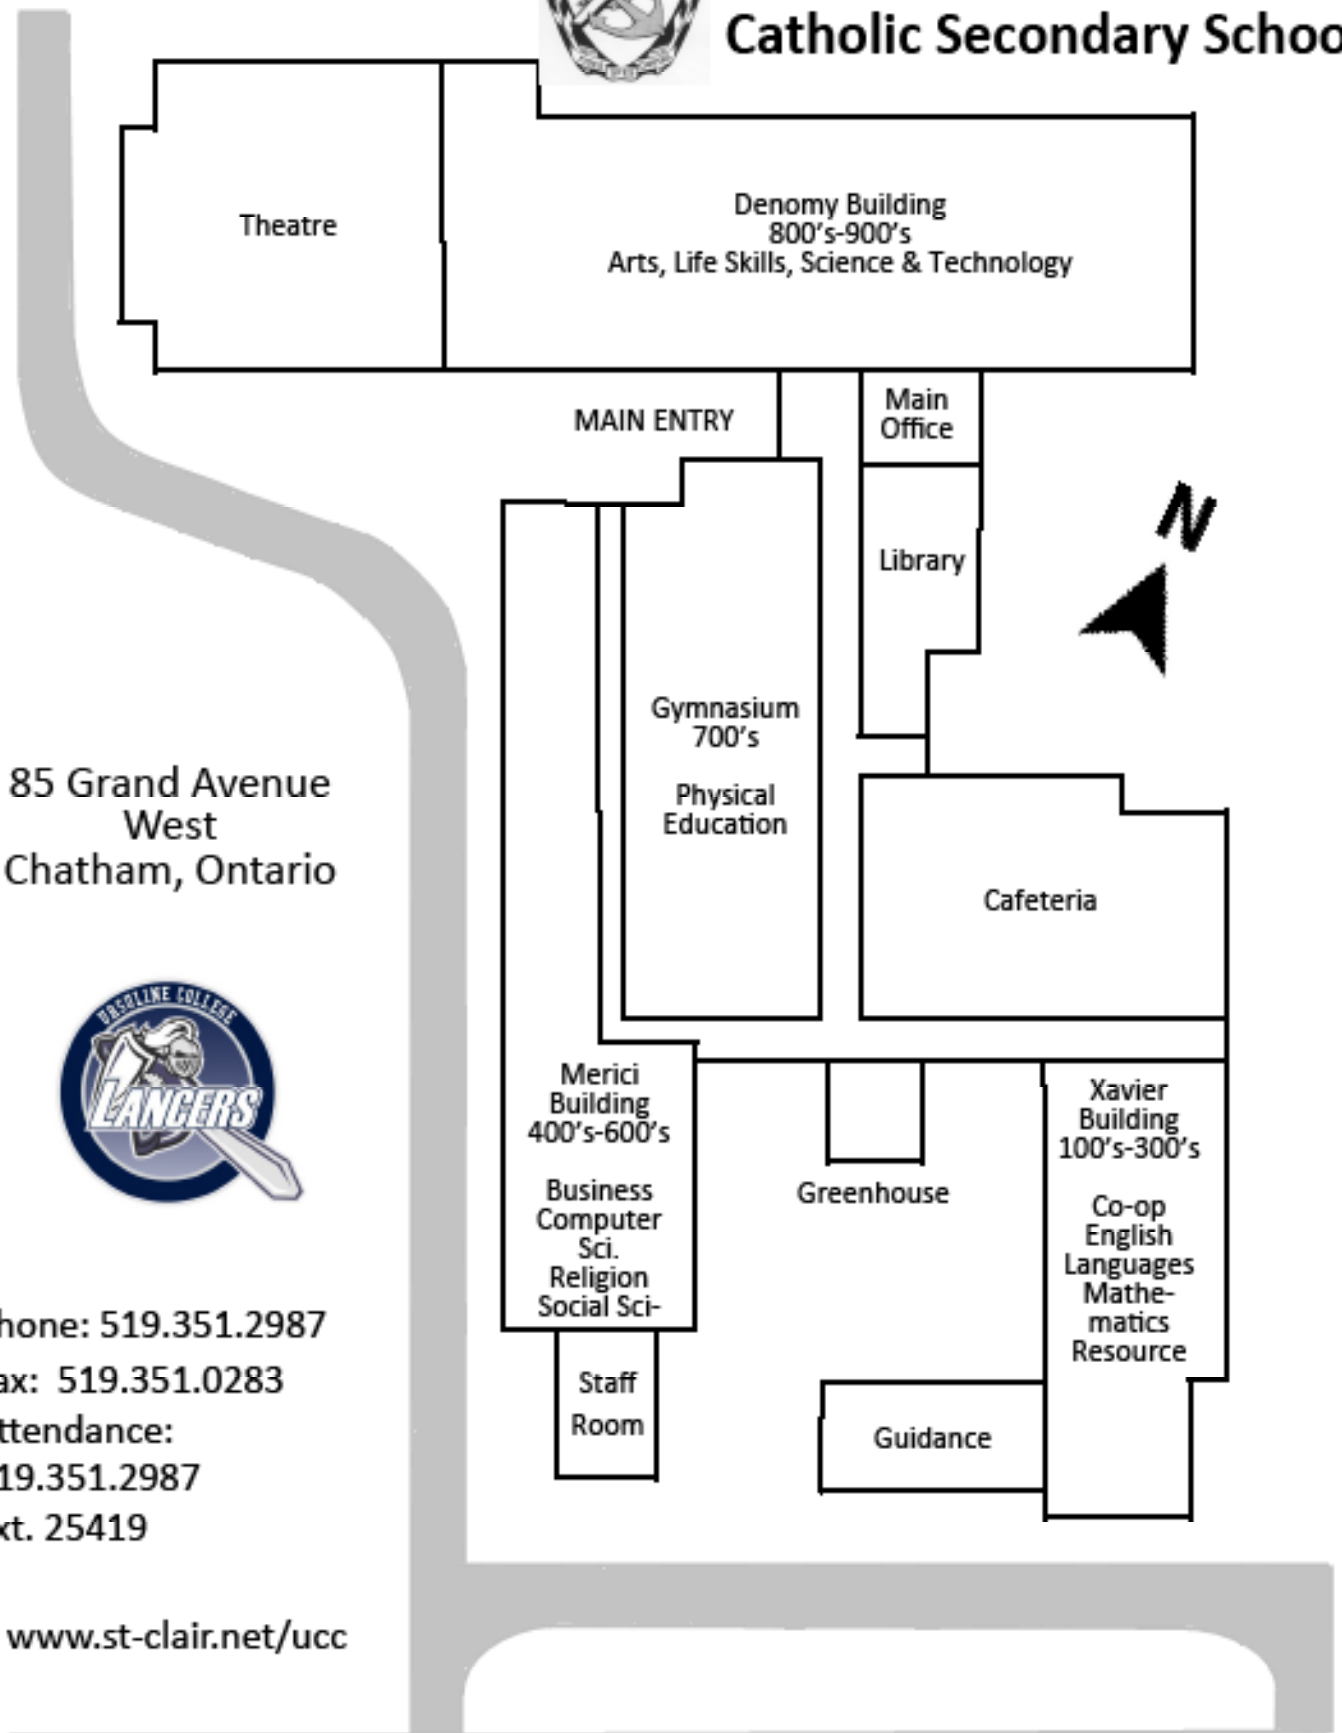 Catholic Secondary Schoo
Theatre
Denomy Building
800's-900's
Arts, Life Skills, Science & Technology
MAIN ENTRY
Main
Office
N
Library
Gymnasium
700's
Physical
Education
85 Grand Avenue
West
Chatham, Ontario
Cafeteria
URSULINE COLLEGE
LANCERS
Merici
Building
400's-600's
Business
Computer
Sci.
Religion
Social Sci-
Xavier
Building
100's-300's
Co-op
English
Languages
Mathe-
matics
Resource
Greenhouse
hone: 519.351.2987
ax: 519.351.0283
ttendance:
19.351.2987
xt. 25419
Staff
Room
Guidance
www.st-clair.net/ucc